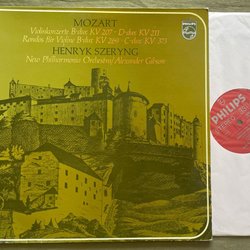 MOZART
Violinkonzerte B-dur KV 207 · D-dur KV 211
Rondos für Violine B-dur KV 269 · C-dur KV 373
HENRYK SZERYNG
New Philharmonia Orchestra/Alexander Gibson
PHILIPS
PHILIPS